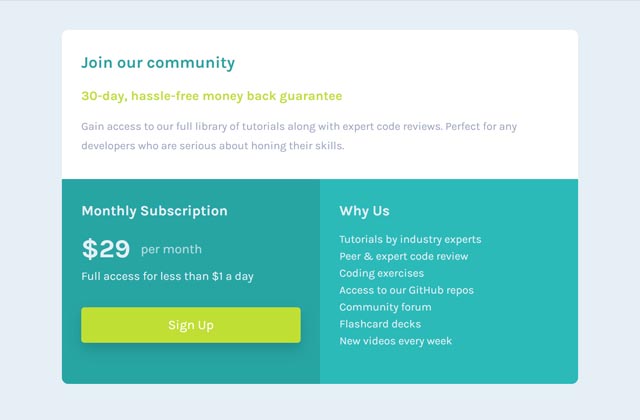 Join our community
30-day, hassle-free money back guarantee
Gain access to our full library of tutorials along with expert code reviews. Perfect for any
developers who are serious about honing their skills.
Monthly Subscription
$29 per month
Full access for less than $1 a day
Sign Up
Why Us
Tutorials by industry experts
Peer & expert code review
Coding exercises
Access to our GitHub repos
Community forum
Flashcard decks
New videos every week